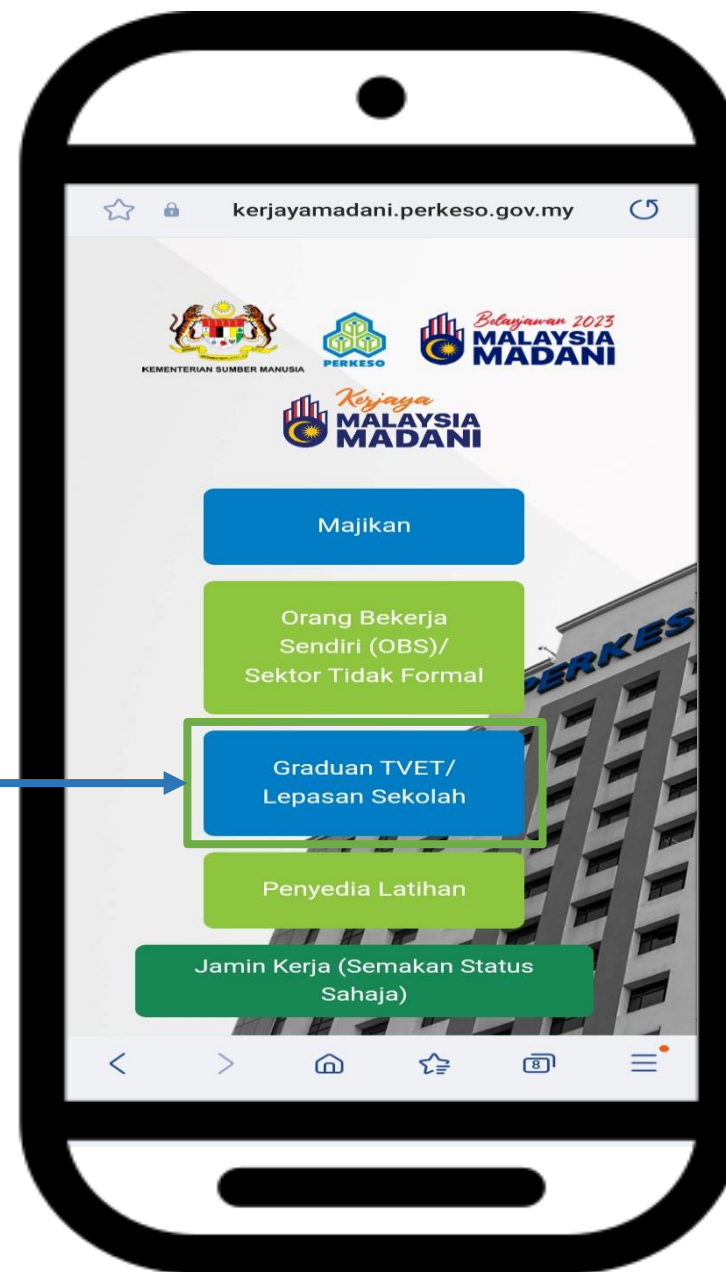 kerjayamadani.perkeso.gov.my
KEMENTERIAN SUMBER MANUSIA
PERKESO
Belanjawan 2023
MALAYSIA
MADANI
Kerjaya
MALAYSIA
MADANI
Majikan
Orang Bekerja
Sendiri (OBS)/
Sektor Tidak Formal
PERKES
Graduan TVET/
Lepasan Sekolah
Penyedia Latihan
Jamin Kerja (Semakan Status
Sahaja)
8